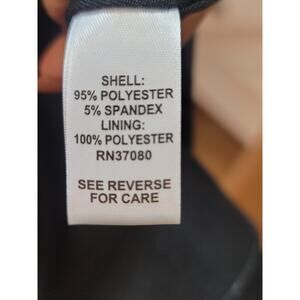 SHELL:
95% POLYESTER
5% SPANDEX
LINING:
100% POLYESTER
RN37080
SEE REVERSE
FOR CARE